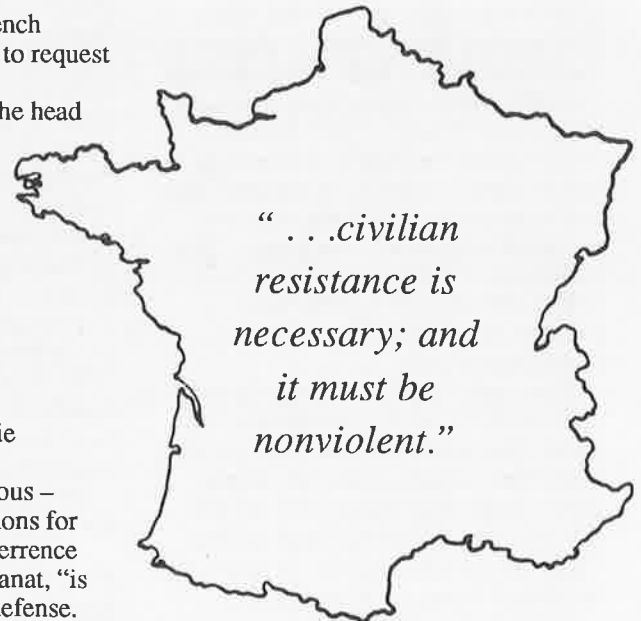 ench
to request
he head
ie
ous –
ions for
errence
anat, “is
efense.
“ . . .civilian
resistance is
necessary; and
it must be
nonviolent.”